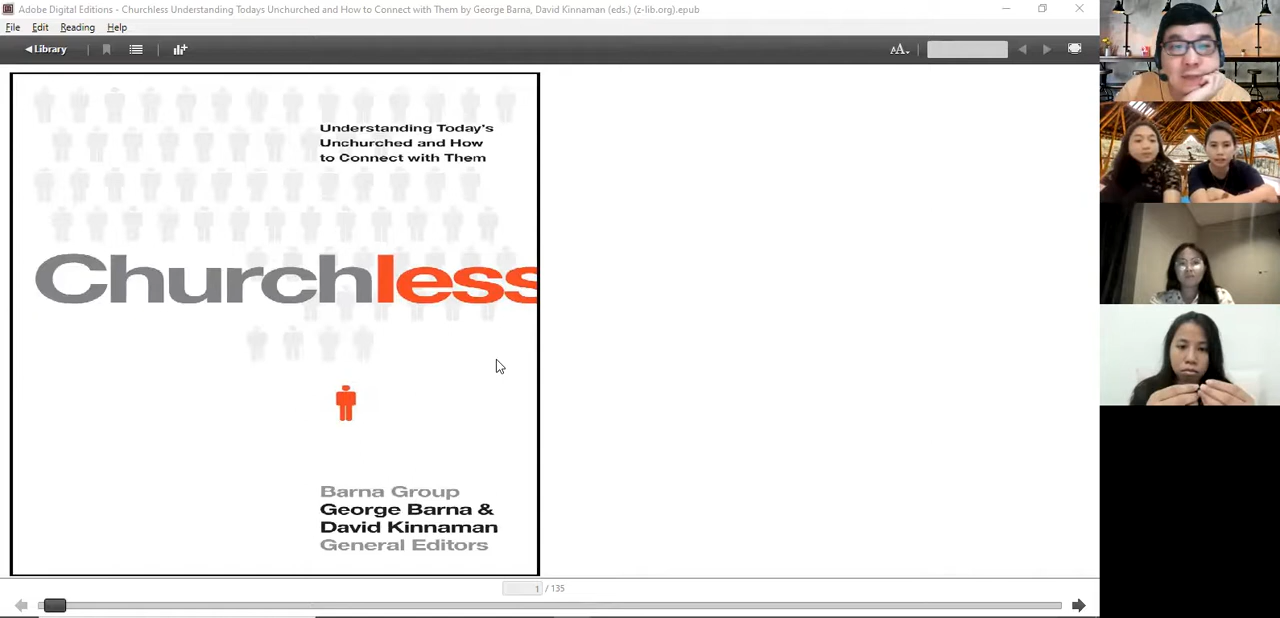 Adobe Digital Editions - Churchless Understanding Todays Unchurched and How to Connect with Them by George Barna, David Kinnaman (eds.) (z-lib.org).epub
File Edit Reading Help
Library
AA
Understanding Today's
Unchurched and How
to Connect with Them
Churchless
Barna Group
George Barna &
David Kinnaman
General Editors
1 / 135